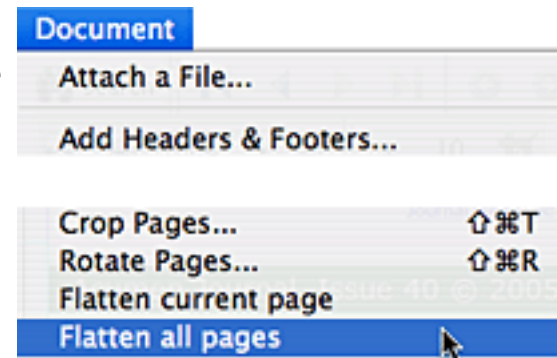 Document
Attach a File...
Add Headers & Footers...
Crop Pages... ⇧⌘T
Rotate Pages... ⇧⌘R
Flatten current page
Flatten all pages